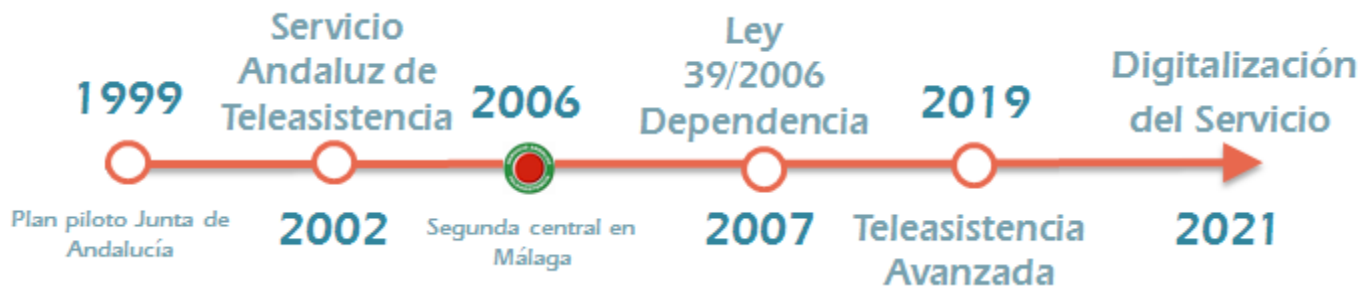 1999
Plan piloto Junta de
Andalucía
Servicio
Andaluz de
Teleasistencia
2002
2006
Segunda central en
Málaga
Ley
39/2006
Dependencia
2007
2019
Teleasistencia
Avanzada
Digitalización
del Servicio
2021